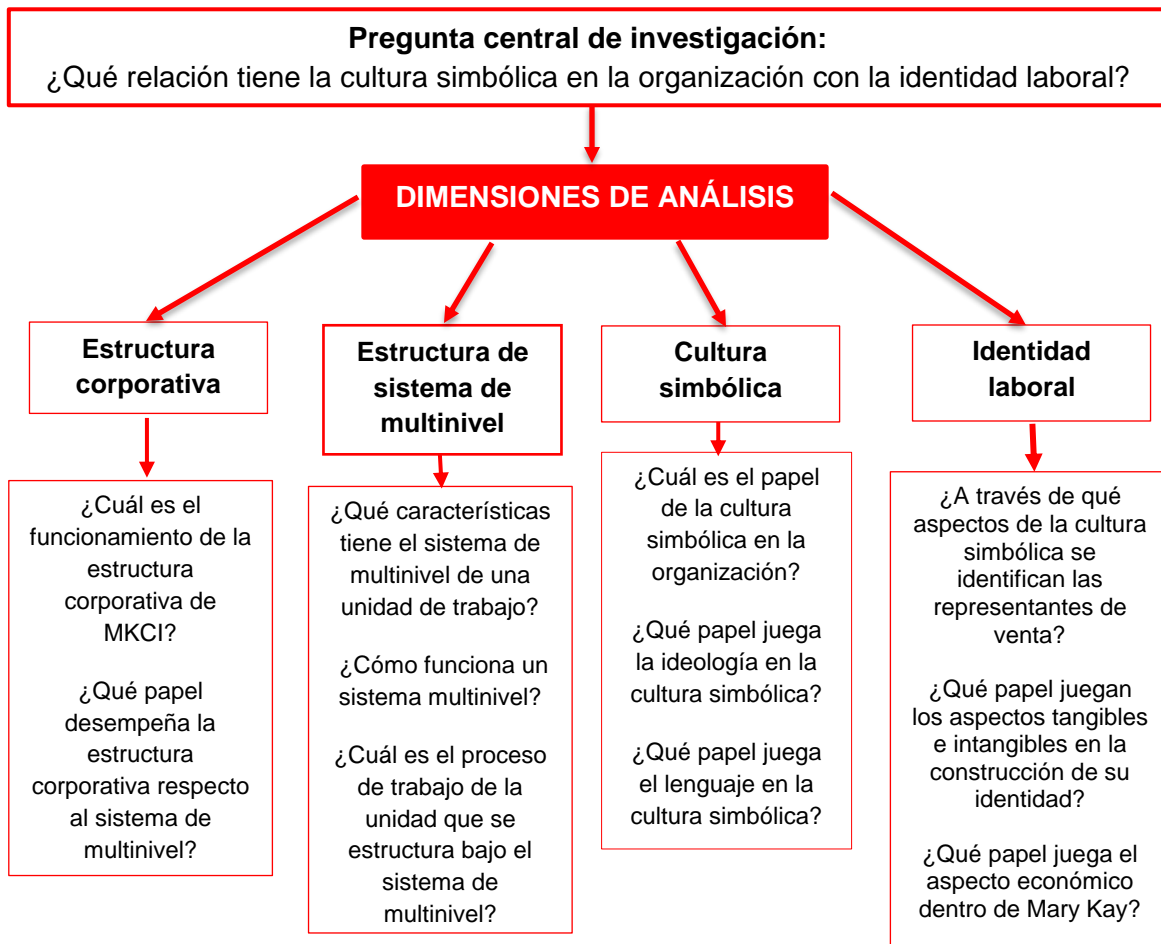 Pregunta central de investigación:
¿Qué relación tiene la cultura simbólica en la organización con la identidad laboral?
DIMENSIONES DE ANÁLISIS
Estructura
corporativa
¿Cuál es el
funcionamiento de la
estructura
corporativa de
MKCI?
¿Qué papel
desempeña la
estructura
corporativa respecto
al sistema de
multinivel?
Estructura de
sistema de
multinivel
¿Qué características
tiene el sistema de
multinivel de una
unidad de trabajo?
¿Cómo funciona un
sistema multinivel?
¿Cuál es el proceso
de trabajo de la
unidad que se
estructura bajo el
sistema de
multinivel?
Cultura
simbólica
¿Cuál es el papel
de la cultura
simbólica en la
organización?
¿Qué papel juega
la ideología en la
cultura simbólica?
¿Qué papel juega
el lenguaje en la
cultura simbólica?
Identidad
laboral
¿A través de qué
aspectos de la cultura
simbólica se
identifican las
representantes de
venta?
¿Qué papel juegan
los aspectos tangibles
e intangibles en la
construcción de su
identidad?
¿Qué papel juega el
aspecto económico
dentro de Mary Kay?